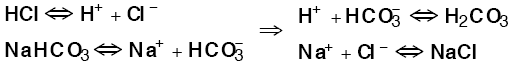 HCl ⇔ H⁺ + Cl⁻ ⇒ H⁺ + HCO₃⁻ ⇔ H₂CO₃
NaHCO₃ ⇔ Na⁺ + HCO₃⁻ Na⁺ + Cl⁻ ⇔ NaCl